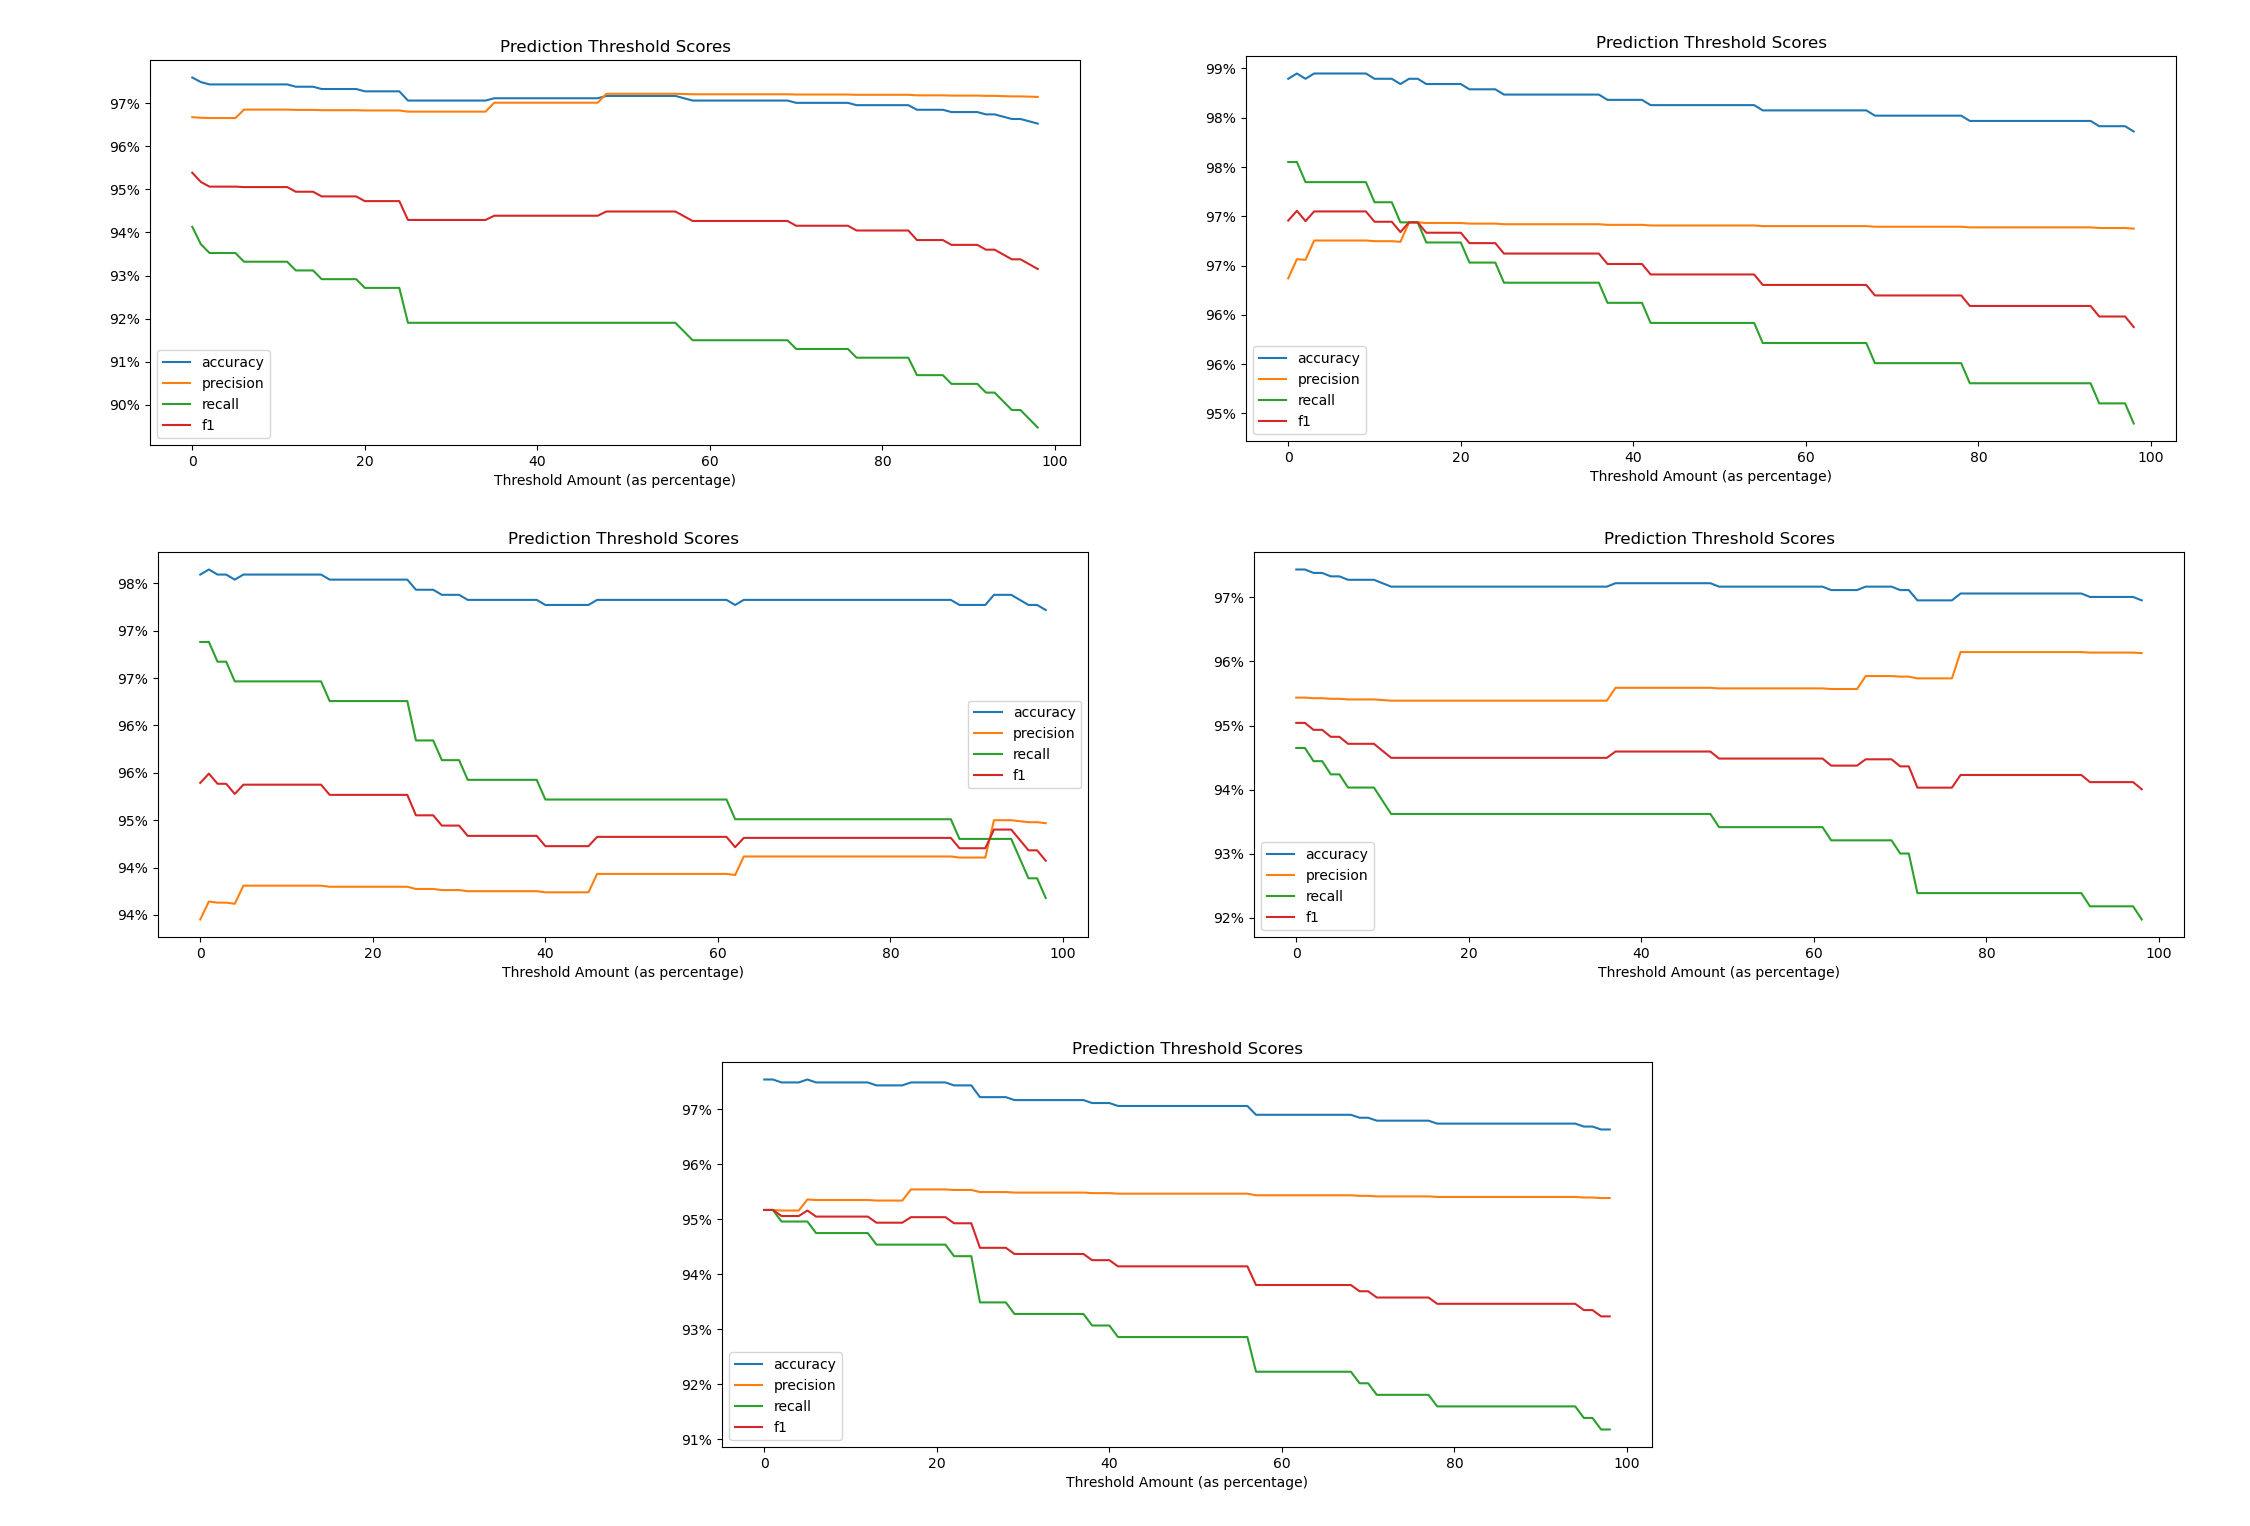 Prediction Threshold Scores
97%
96%
95%
94%
93%
92%
91%
90%
accuracy
precision
recall
f1
0 20 40 60 80 100
Threshold Amount (as percentage)
Prediction Threshold Scores
99%
98%
98%
97%
97%
96%
96%
95%
accuracy
precision
recall
f1
0 20 40 60 80 100
Threshold Amount (as percentage)
Prediction Threshold Scores
98%
97%
97%
96%
96%
95%
94%
94%
accuracy
precision
recall
f1
0 20 40 60 80 100
Threshold Amount (as percentage)
Prediction Threshold Scores
97%
96%
95%
94%
93%
92%
accuracy
precision
recall
f1
0 20 40 60 80 100
Threshold Amount (as percentage)
Prediction Threshold Scores
97%
96%
95%
94%
93%
92%
91%
accuracy
precision
recall
f1
0 20 40 60 80 100
Threshold Amount (as percentage)